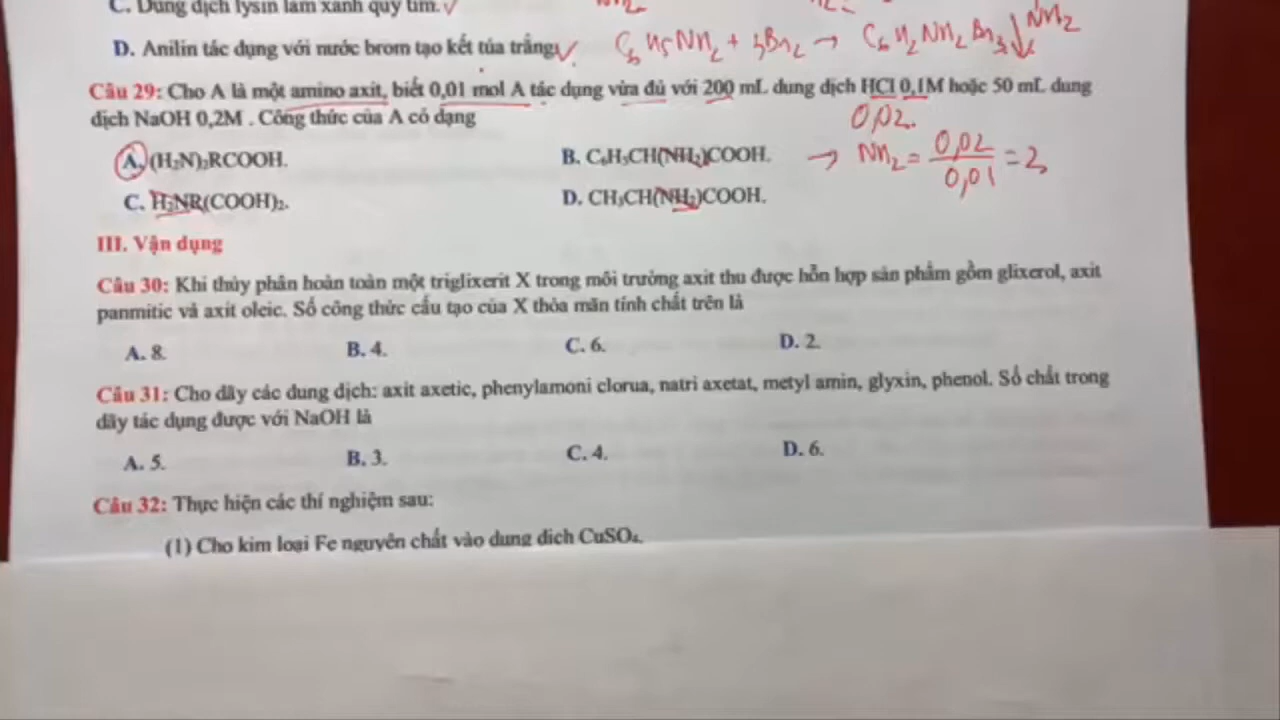 C. Dung dịch lysin làm xanh quỳ tím.
D. Anilin tác dụng với nước brom tạo kết tủa trắng. C₆H₅NH₂ + 3Br₂ → C₆H₂NH₂Br₃↓ NH₂
Câu 29: Cho A là một amino axit, biết 0,01 mol A tác dụng vừa đủ với 200 mL dung dịch HCl 0,1M hoặc 50 mL dung
dịch NaOH 0,2M . Công thức của A có dạng
0,02.
A. (H₂N)₂RCOOH. B. C₆H₅CH(NH₂)COOH. → NH₂ = 0,02/0,01 = 2
C. H₂NR(COOH)₂. D. CH₃CH(NH₂)COOH.
III. Vận dụng
Câu 30: Khi thủy phân hoàn toàn một triglixerit X trong môi trường axit thu được hỗn hợp sản phẩm gồm glixerol, axit
panmitic và axit oleic. Số công thức cấu tạo của X thỏa mãn tính chất trên là
A. 8. B. 4. C. 6. D. 2.
Câu 31: Cho dãy các dung dịch: axit axetic, phenylamoni clorua, natri axetat, metyl amin, glyxin, phenol. Số chất trong
dãy tác dụng được với NaOH là
A. 5. B. 3. C. 4. D. 6.
Câu 32: Thực hiện các thí nghiệm sau:
(1) Cho kim loại Fe nguyên chất vào dung dịch CuSO₄.